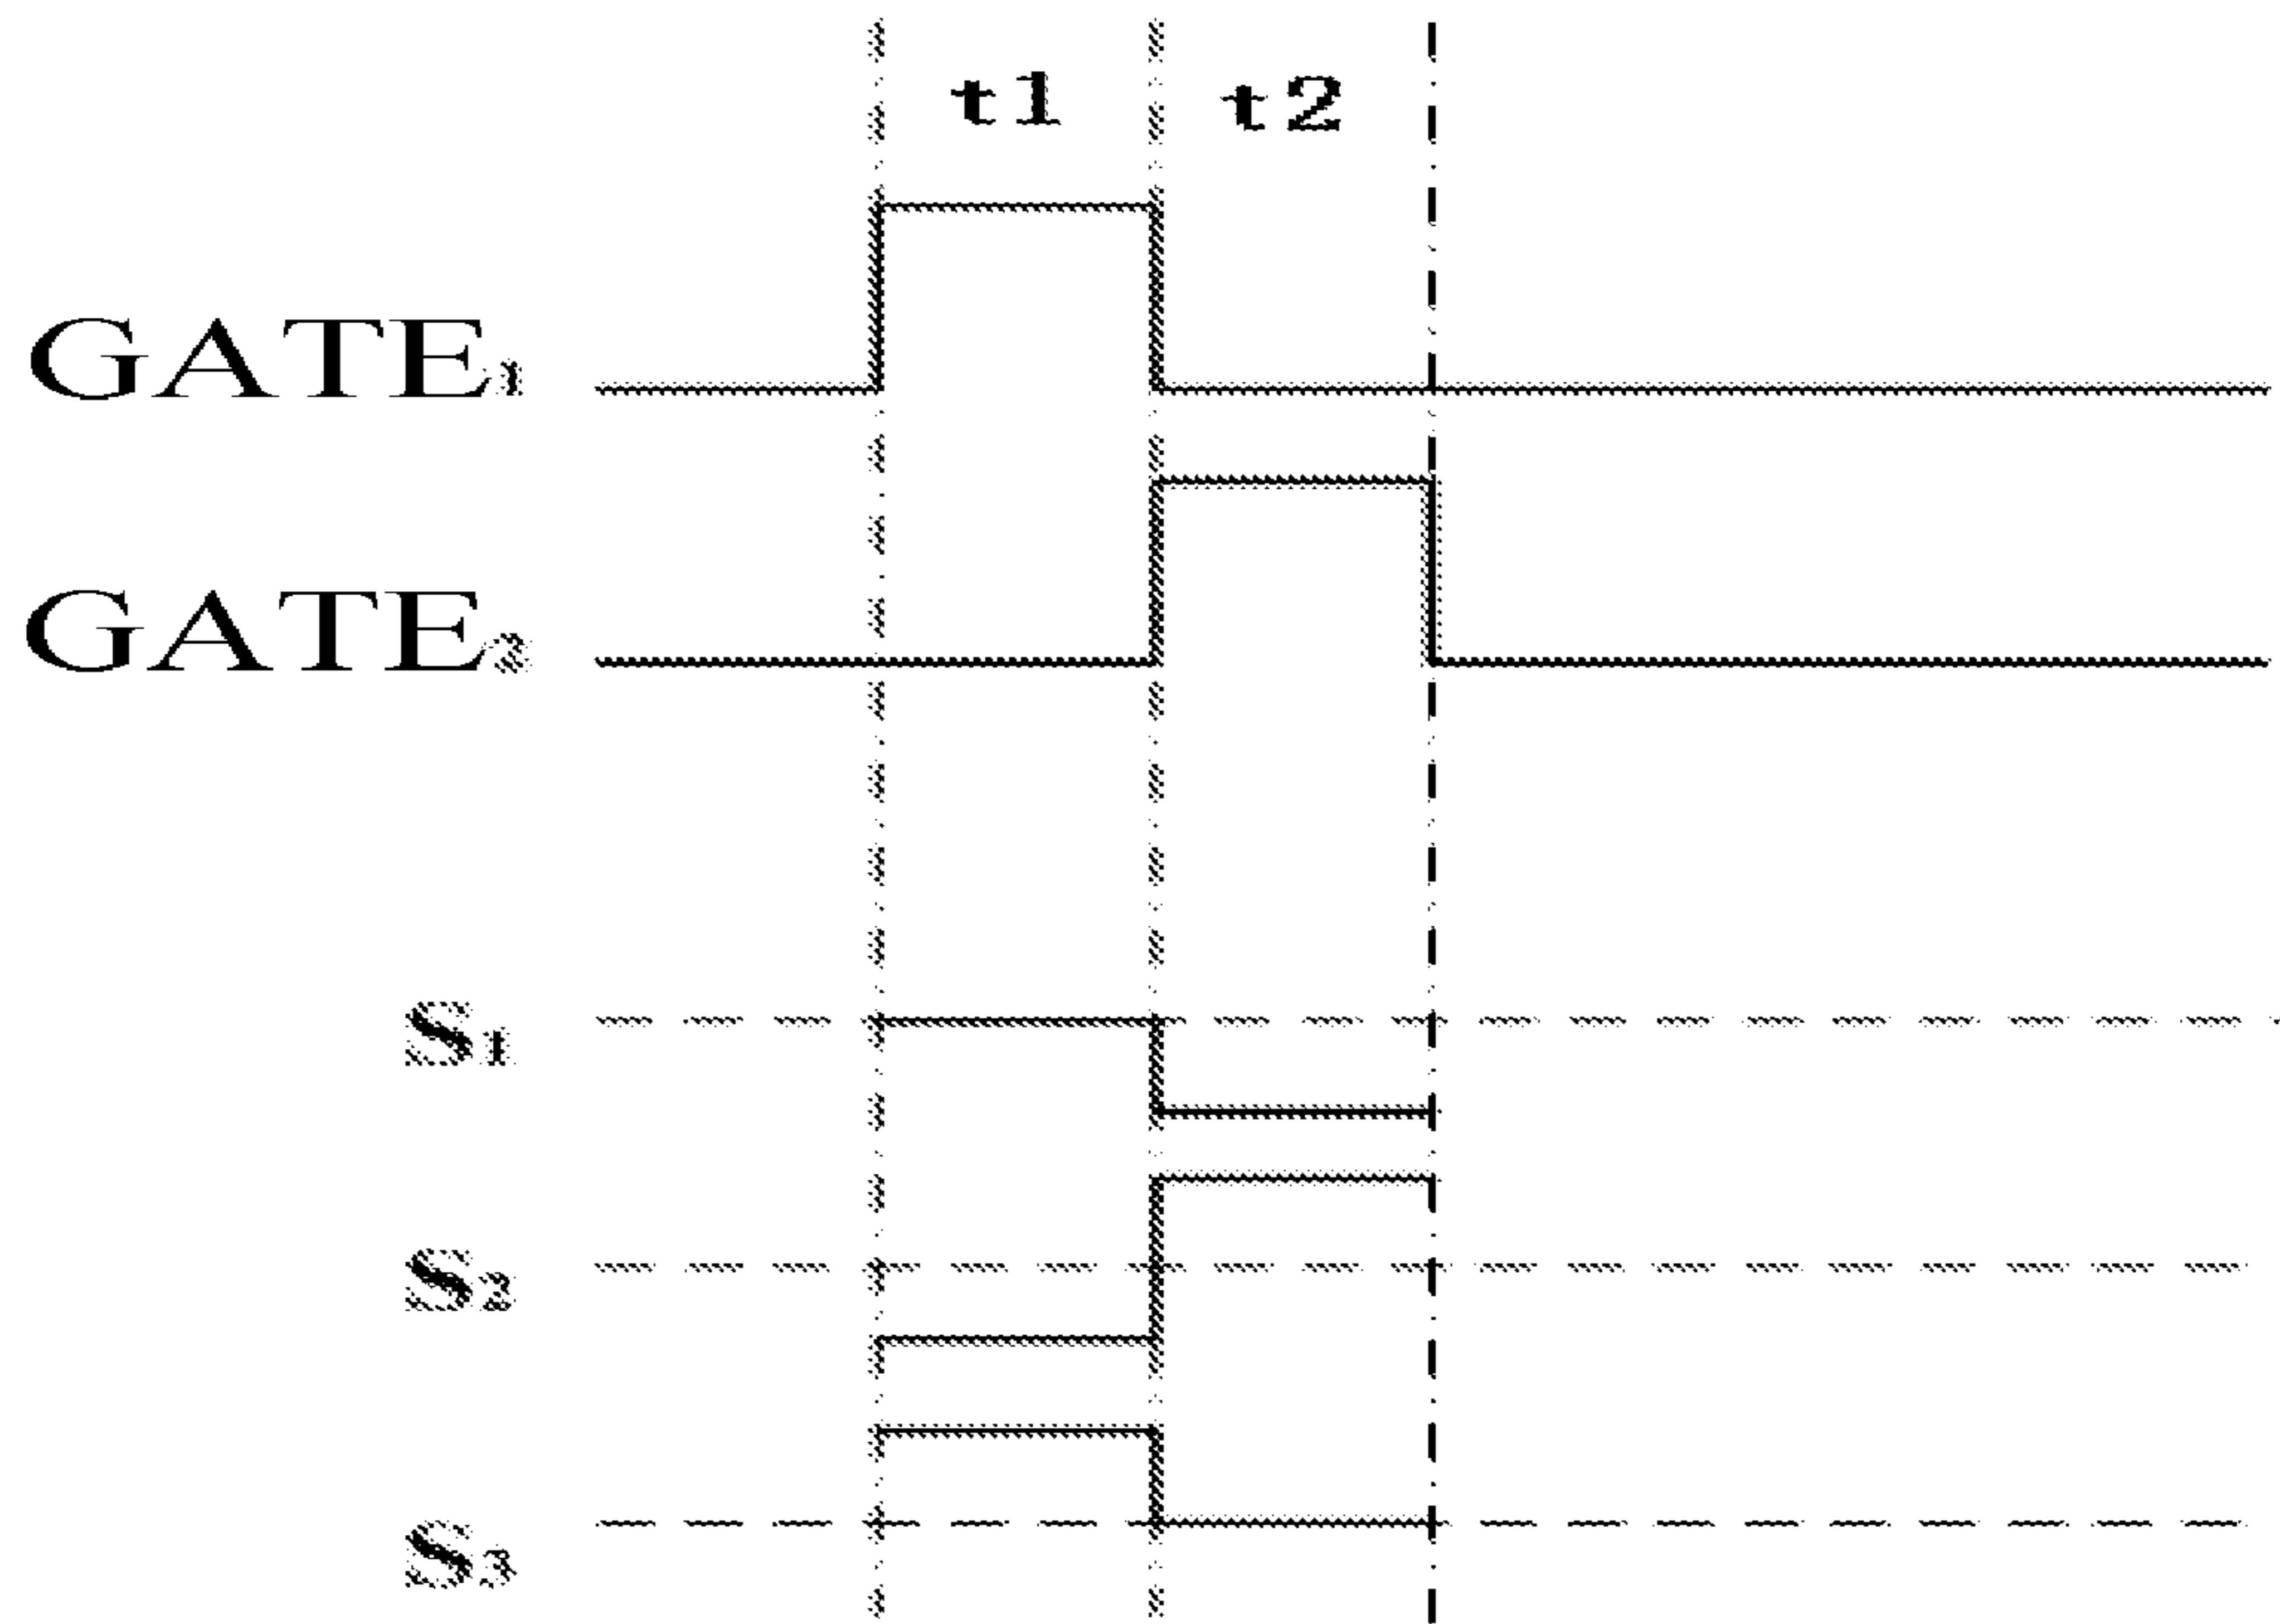 t1 t2
GATE₁
GATE₂
S₁
S₂
S₃